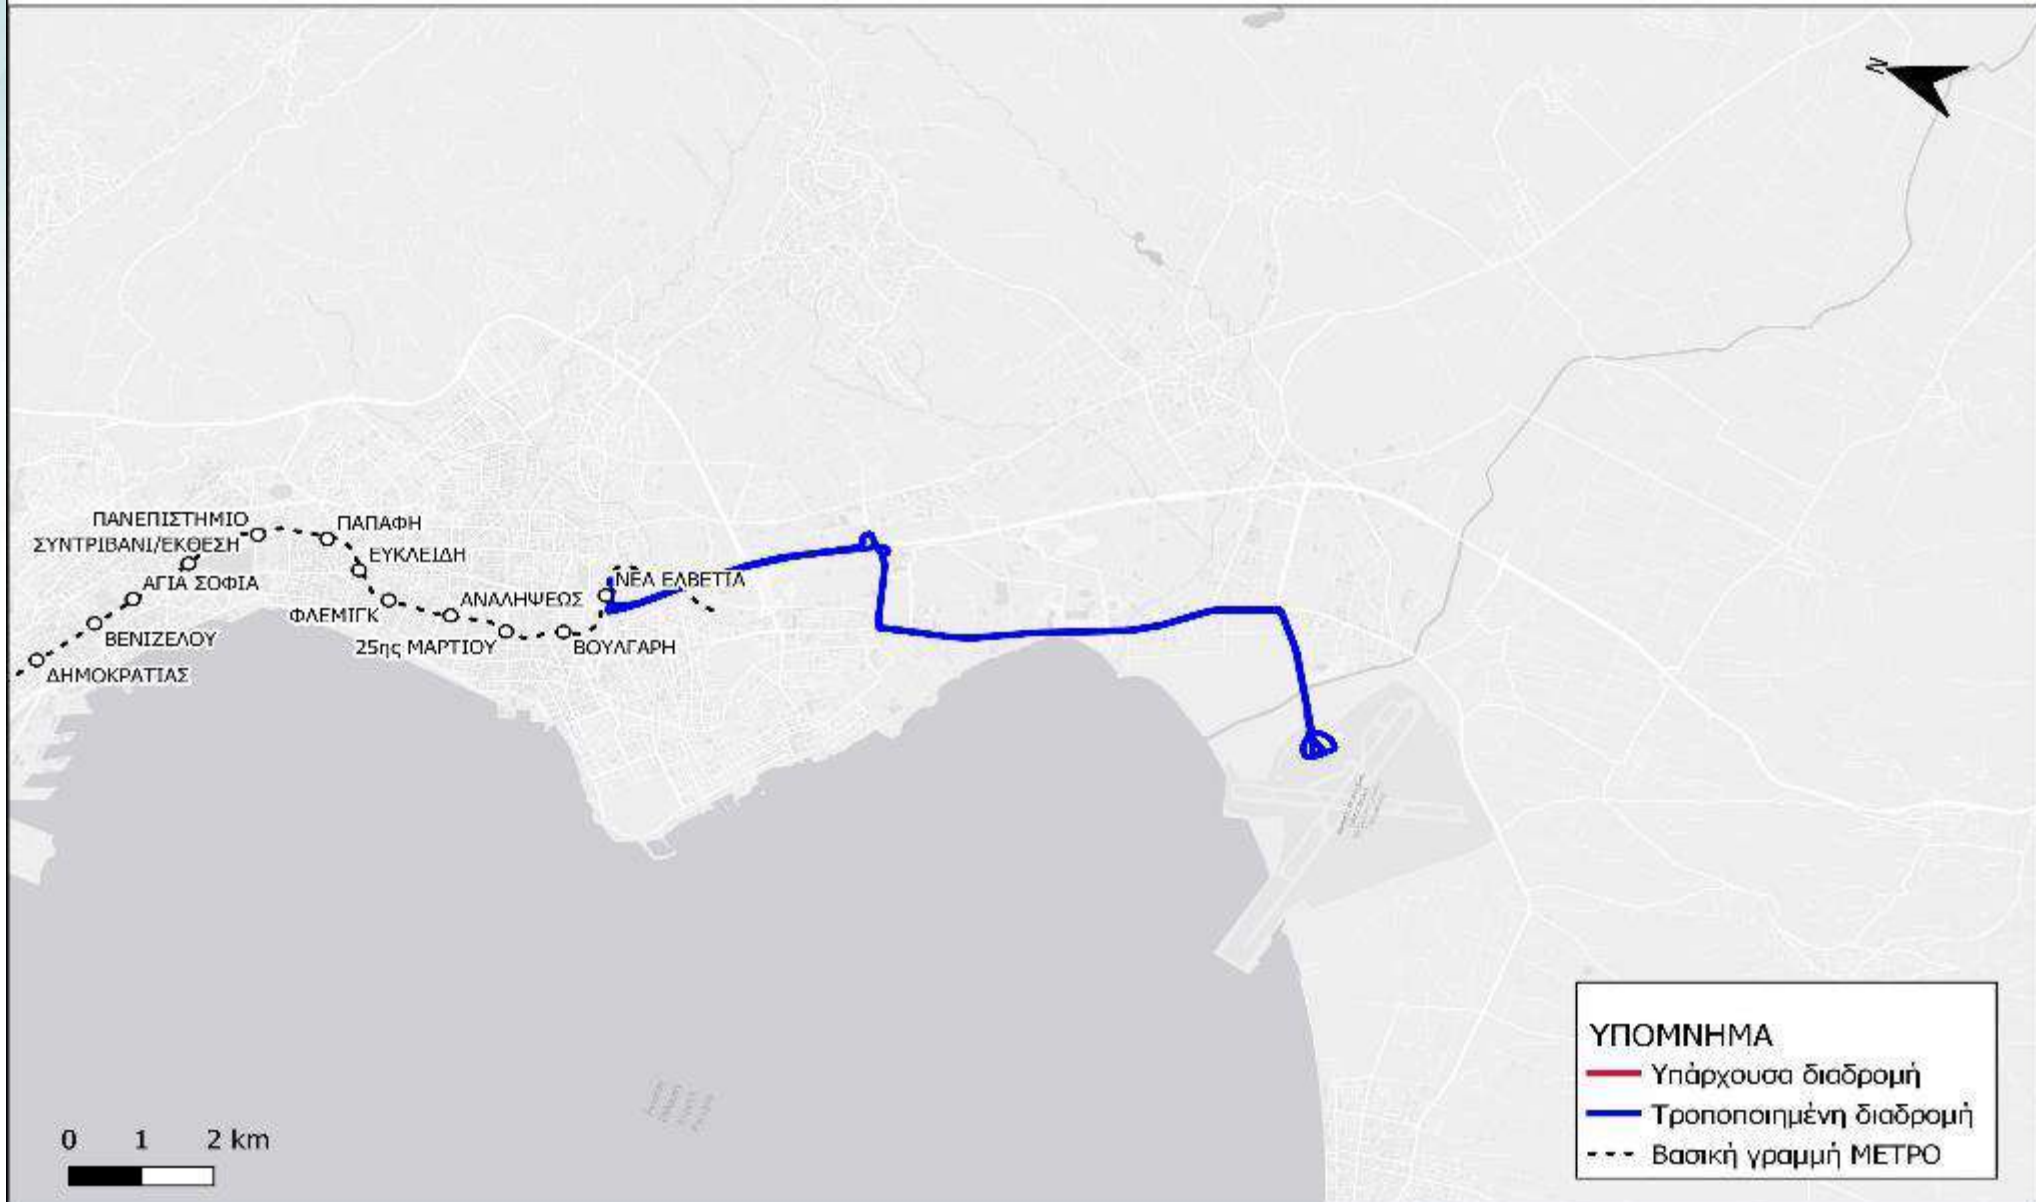 N
ΠΑΝΕΠΙΣΤΗΜΙΟ
ΠΑΠΑΦΗ
ΣΥΝΤΡΙΒΑΝΙ/ΕΚΘΕΣΗ
ΕΥΚΛΕΙΔΗ
ΑΓΙΑ ΣΟΦΙΑ
ΝΕΑ ΕΛΒΕΤΙΑ
ΑΝΑΛΗΨΕΩΣ
ΦΛΕΜΙΓΚ
ΒΕΝΙΖΕΛΟΥ
25ης ΜΑΡΤΙΟΥ
ΒΟΥΛΓΑΡΗ
ΔΗΜΟΚΡΑΤΙΑΣ
ΥΠΟΜΝΗΜΑ
Υπάρχουσα διαδρομή
Τροποποιημένη διαδρομή
Βασική γραμμή ΜΕΤΡΟ
0 1 2 km